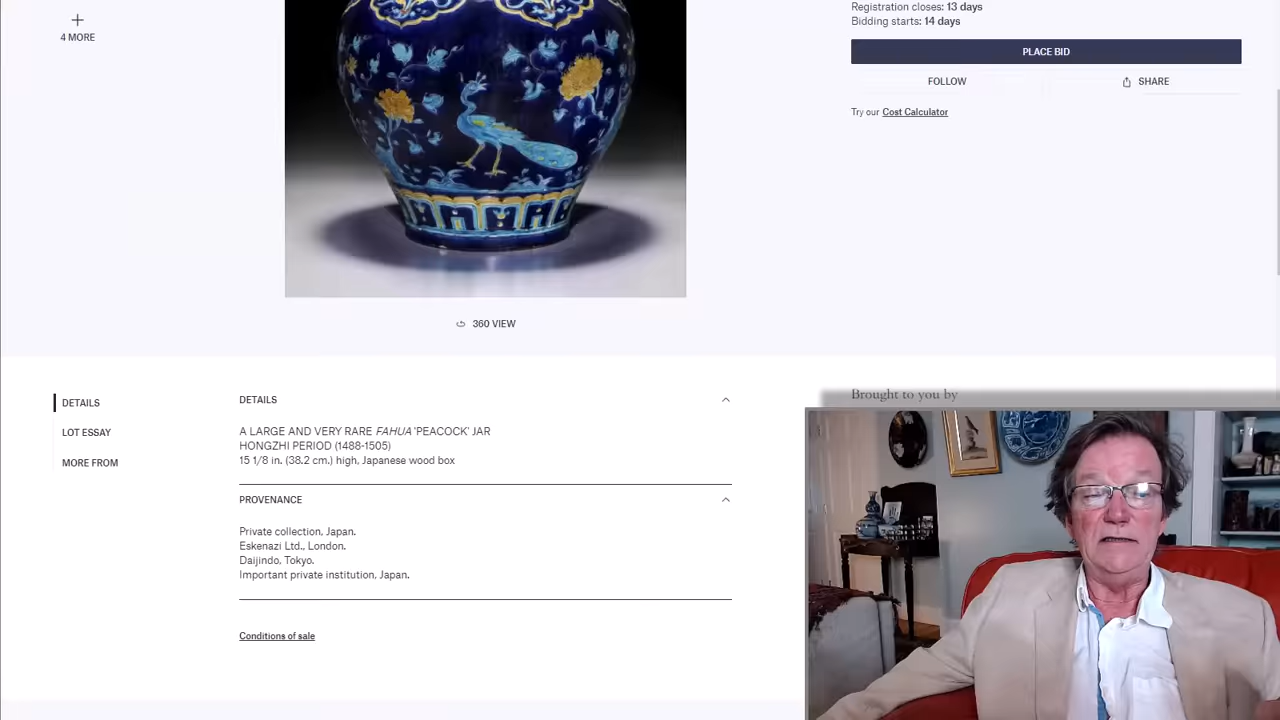 4 MORE
Registration closes: 13 days
Bidding starts: 14 days
PLACE BID
FOLLOW
SHARE
Try our Cost Calculator
360 VIEW
DETAILS
LOT ESSAY
MORE FROM
DETAILS
A LARGE AND VERY RARE FAHUA 'PEACOCK' JAR
HONGZHI PERIOD (1488-1505)
15 1/8 in. (38.2 cm.) high, Japanese wood box
PROVENANCE
Private collection, Japan.
Eskenazi Ltd., London.
Daijindo, Tokyo.
Important private institution, Japan.
Conditions of sale
Brought to you by